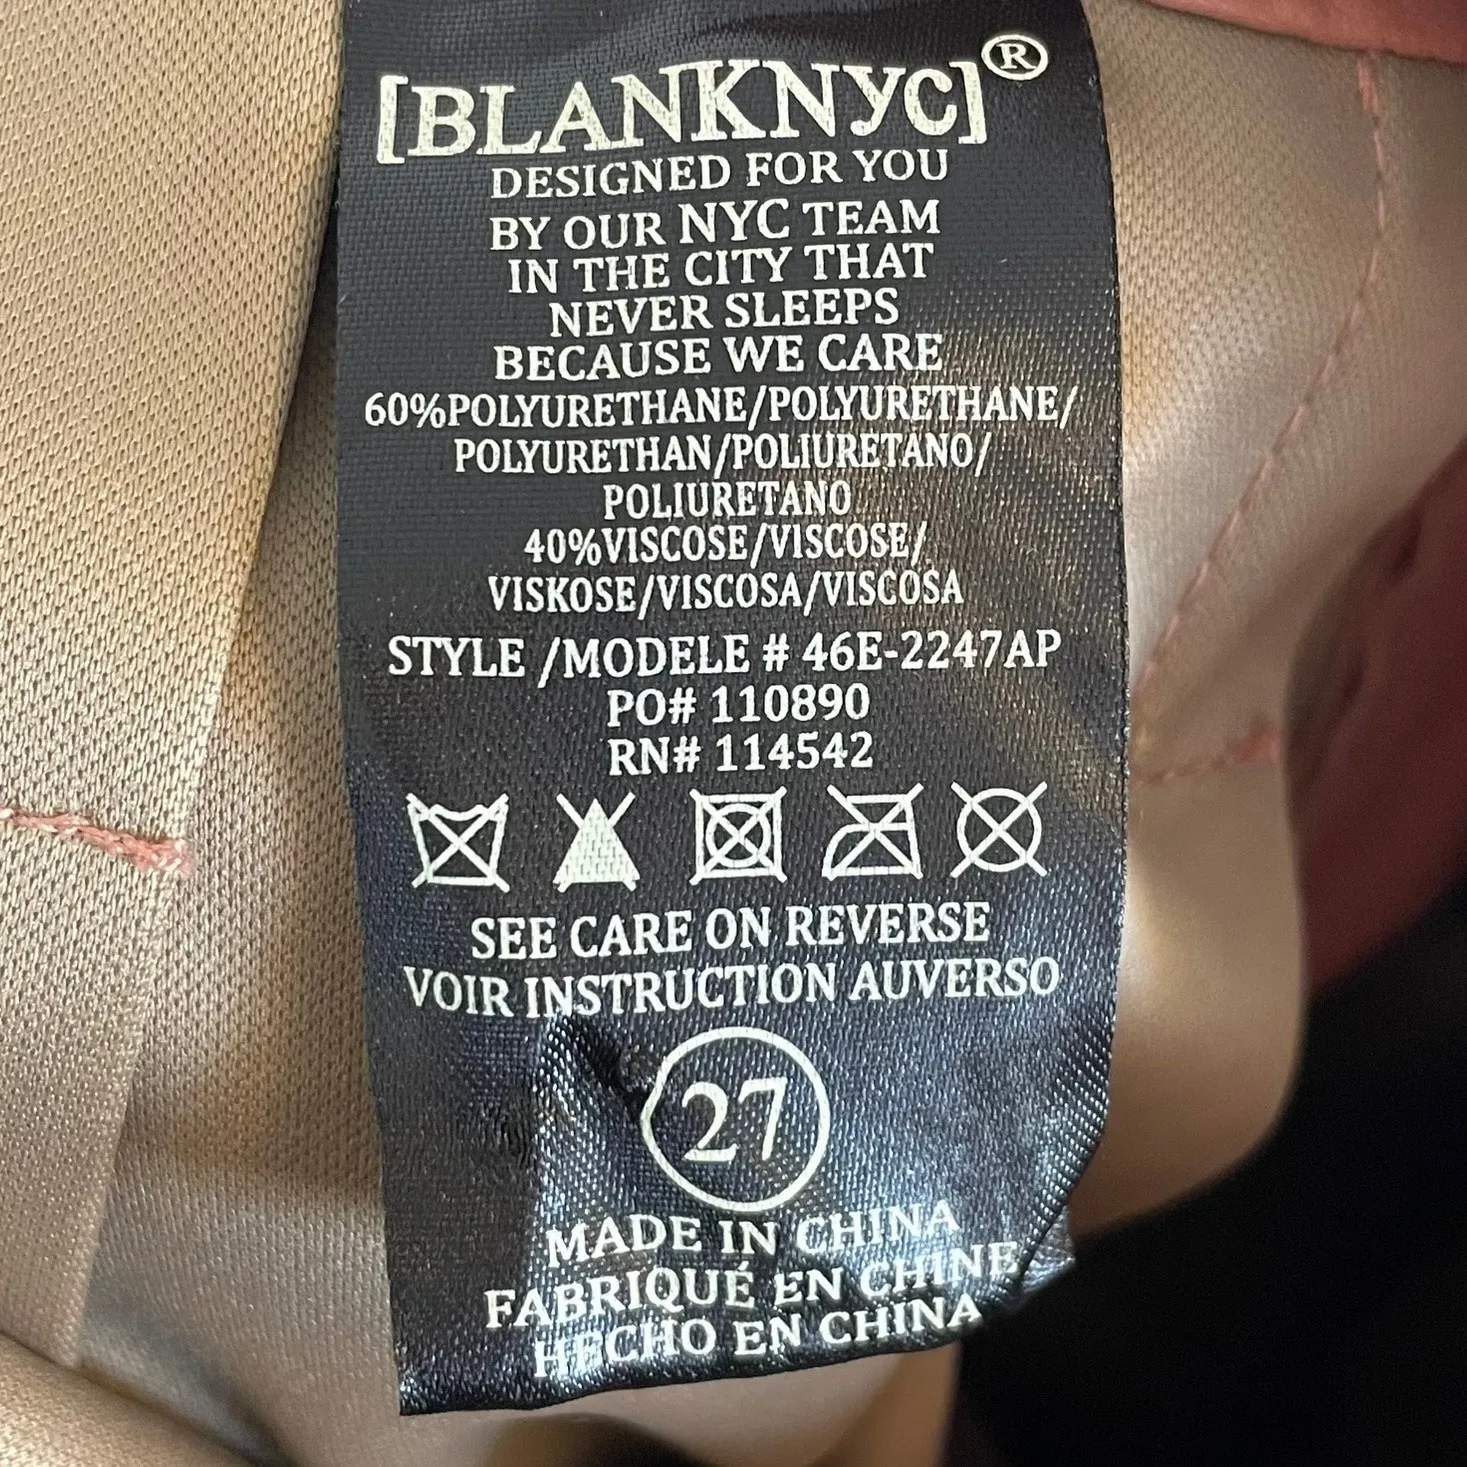 [BLANKNYC]®
DESIGNED FOR YOU
BY OUR NYC TEAM
IN THE CITY THAT
NEVER SLEEPS
BECAUSE WE CARE
60%POLYURETHANE/POLYURETHANE/
POLYURETHAN/POLIURETANO/
POLIURETANO
40%VISCOSE/VISCOSE/
VISKOSE/VISCOSA/VISCOSA
STYLE /MODELE # 46E-2247AP
PO# 110890
RN# 114542
SEE CARE ON REVERSE
VOIR INSTRUCTION AUVERSO
27
MADE IN CHINA
FABRIQUÉ EN CHINE
HECHO EN CHINA